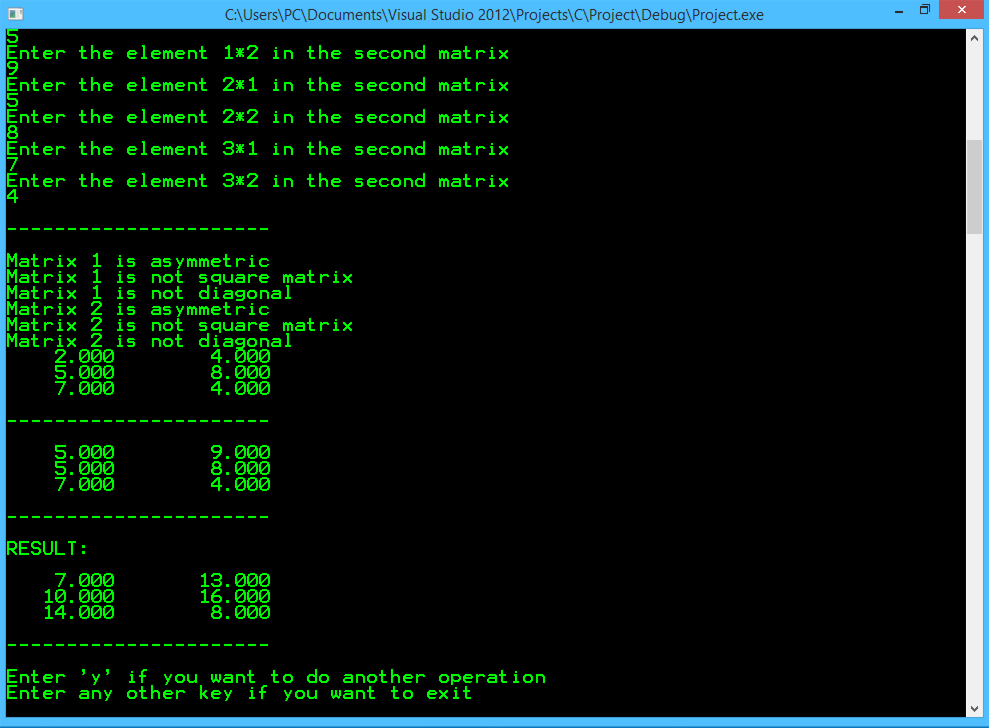 C:\Users\PC\Documents\Visual Studio 2012\Projects\C\Project\Debug\Project.exe
5
Enter the element 1*2 in the second matrix
9
Enter the element 2*1 in the second matrix
5
Enter the element 2*2 in the second matrix
8
Enter the element 3*1 in the second matrix
7
Enter the element 3*2 in the second matrix
4
----------------------
Matrix 1 is asymmetric
Matrix 1 is not square matrix
Matrix 1 is not diagonal
Matrix 2 is asymmetric
Matrix 2 is not square matrix
Matrix 2 is not diagonal
2.000 4.000
5.000 8.000
7.000 4.000
----------------------
5.000 9.000
5.000 8.000
7.000 4.000
----------------------
RESULT:
7.000 13.000
10.000 16.000
14.000 8.000
----------------------
Enter 'y' if you want to do another operation
Enter any other key if you want to exit